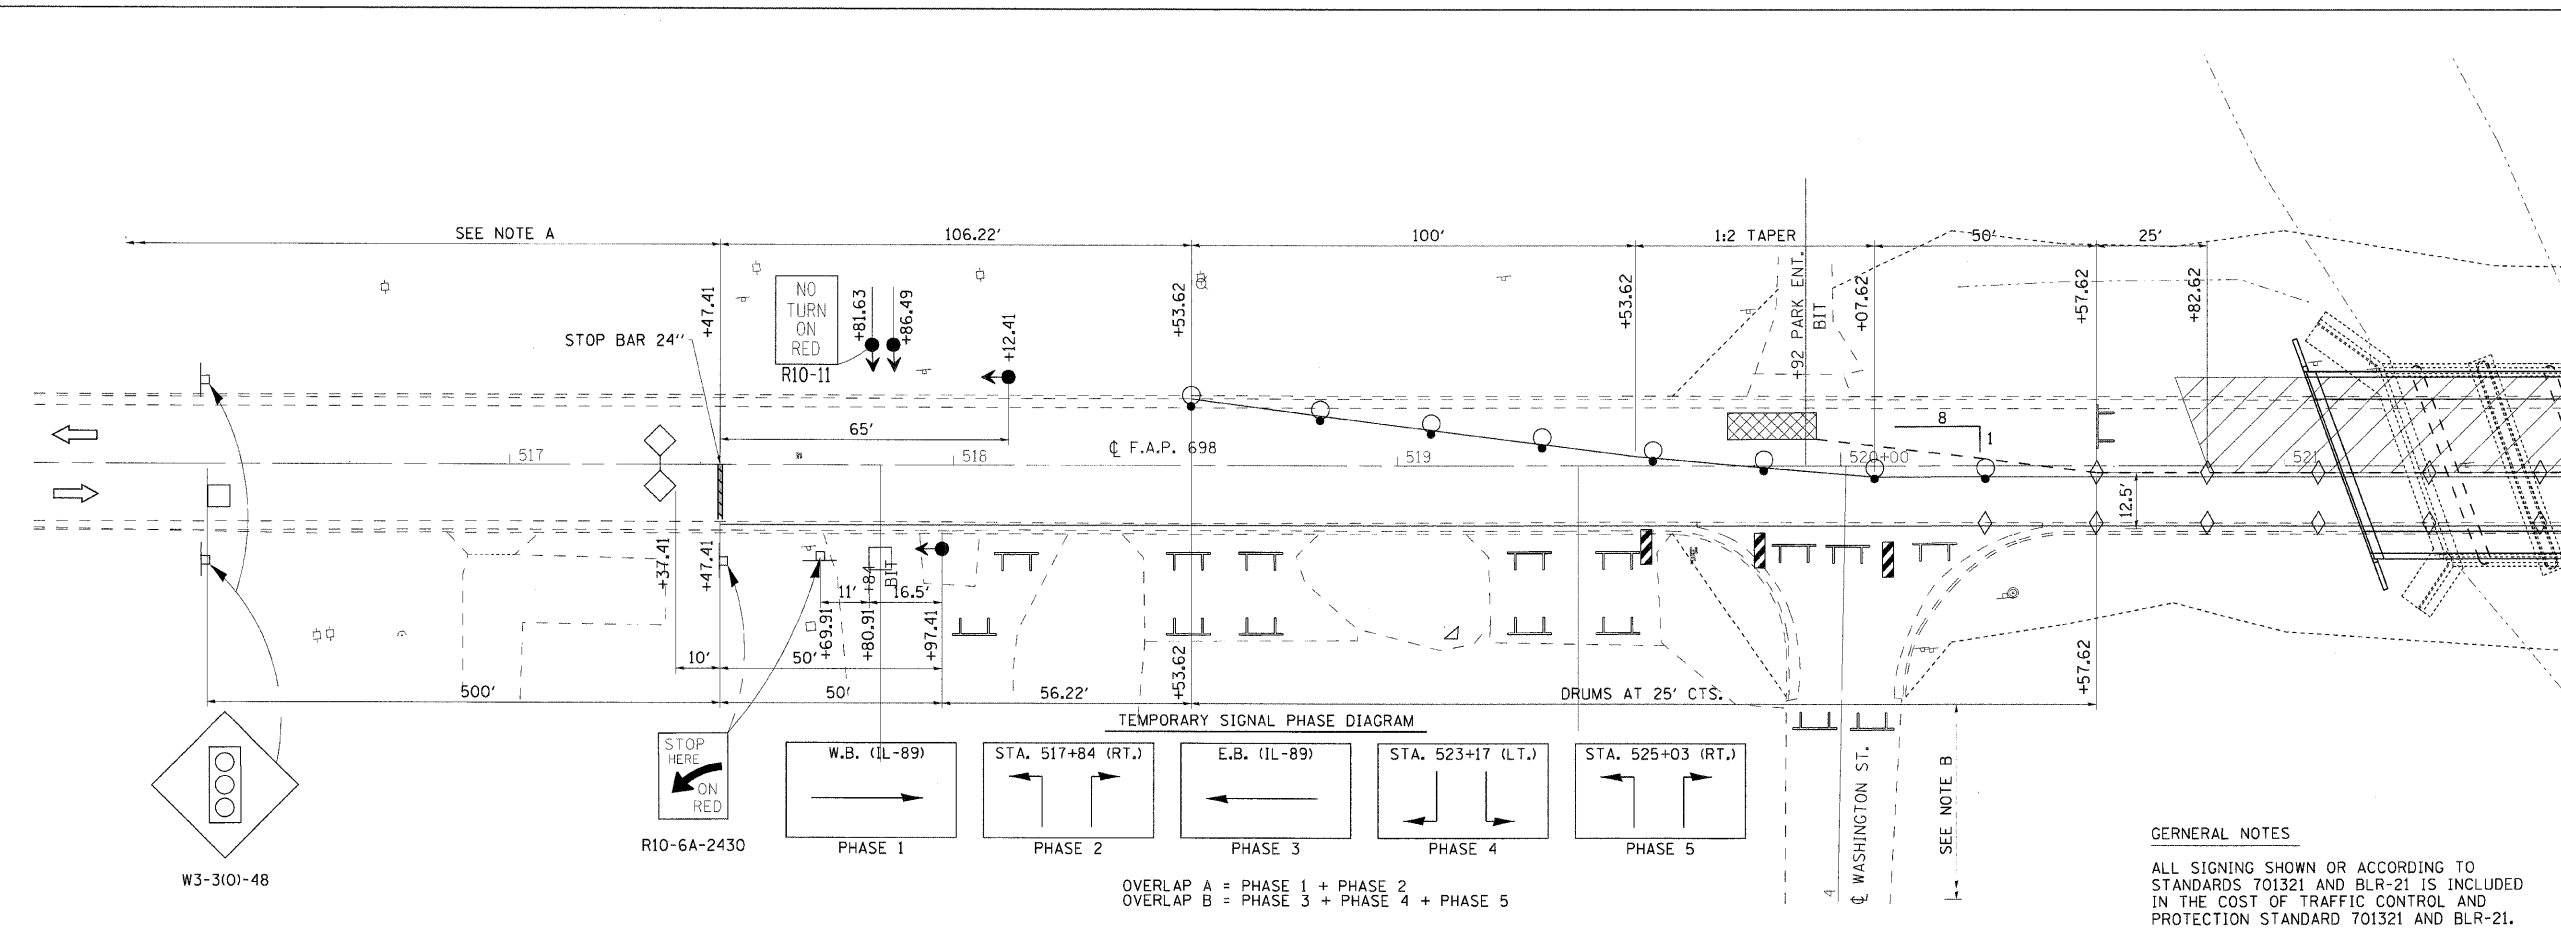 SEE NOTE A
106.22'
100'
1:2 TAPER
50'
25'
+47.41
NO
TURN
ON
RED
R10-11
+81.63
+86.49
+12.41
+53.62
+53.62
+92 PARK ENT.
BIT
+07.62
+57.62
+82.62
STOP BAR 24"
65'
℄ F.A.P. 698
8
1
517
518
519
520+00
521
12.5'
+37.41
+47.41
+69.91
11'
+84
BIT
+80.91
16.5'
+97.41
+53.62
+57.62
10'
50'
500'
50'
56.22'
DRUMS AT 25' CTS.
TEMPORARY SIGNAL PHASE DIAGRAM
STOP
HERE
ON
RED
R10-6A-2430
W3-3(O)-48
W.B. (IL-89)
PHASE 1
STA. 517+84 (RT.)
PHASE 2
E.B. (IL-89)
PHASE 3
STA. 523+17 (LT.)
PHASE 4
STA. 525+03 (RT.)
PHASE 5
OVERLAP A = PHASE 1 + PHASE 2
OVERLAP B = PHASE 3 + PHASE 4 + PHASE 5
4
℄ WASHINGTON ST.
SEE NOTE B
GERNERAL NOTES
ALL SIGNING SHOWN OR ACCORDING TO
STANDARDS 701321 AND BLR-21 IS INCLUDED
IN THE COST OF TRAFFIC CONTROL AND
PROTECTION STANDARD 701321 AND BLR-21.